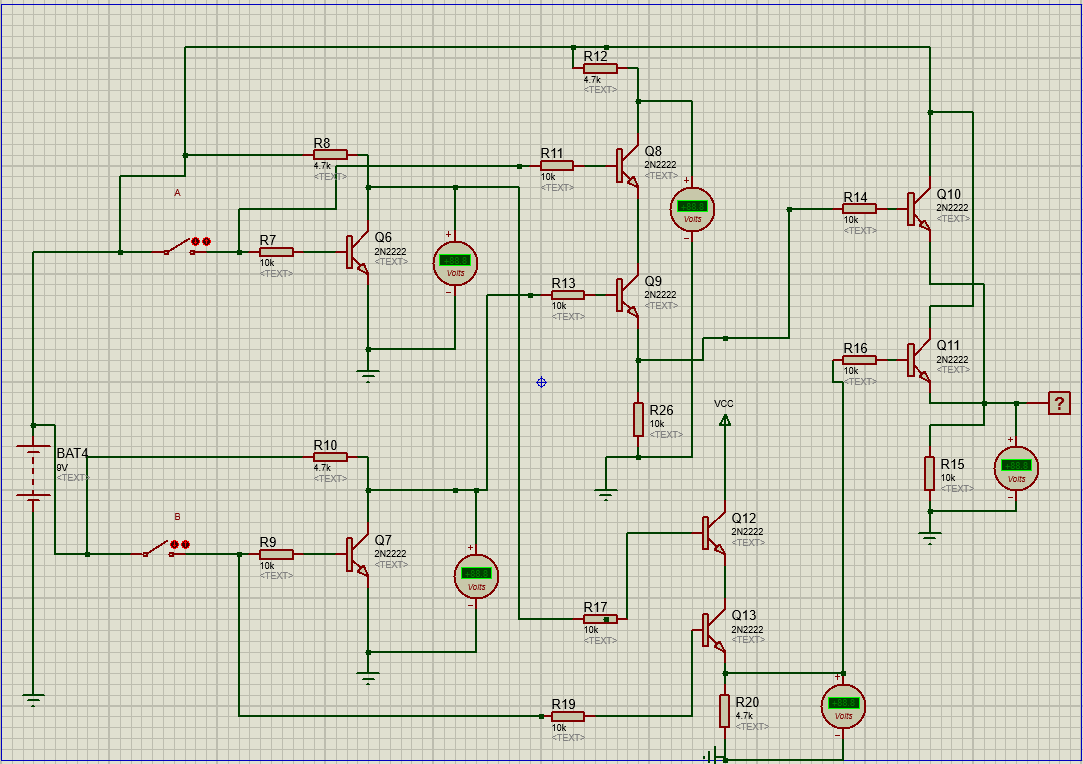 R12
4.7k
<TEXT>
R8
4.7k
<TEXT>
R11
10k
<TEXT>
Q8
2N2222
<TEXT>
A
+
Volts
−
R14
10k
<TEXT>
Q10
2N2222
<TEXT>
R7
10k
<TEXT>
Q6
2N2222
<TEXT>
+
Volts
−
R13
10k
<TEXT>
Q9
2N2222
<TEXT>
R16
10k
<TEXT>
Q11
2N2222
<TEXT>
R26
10k
<TEXT>
VCC
?
BAT4
9V
<TEXT>
R10
4.7k
<TEXT>
R15
10k
<TEXT>
+
Volts
−
B
R9
10k
<TEXT>
Q7
2N2222
<TEXT>
+
Volts
−
Q12
2N2222
<TEXT>
R17
10k
<TEXT>
Q13
2N2222
<TEXT>
R19
10k
<TEXT>
R20
4.7k
<TEXT>
+
Volts
−